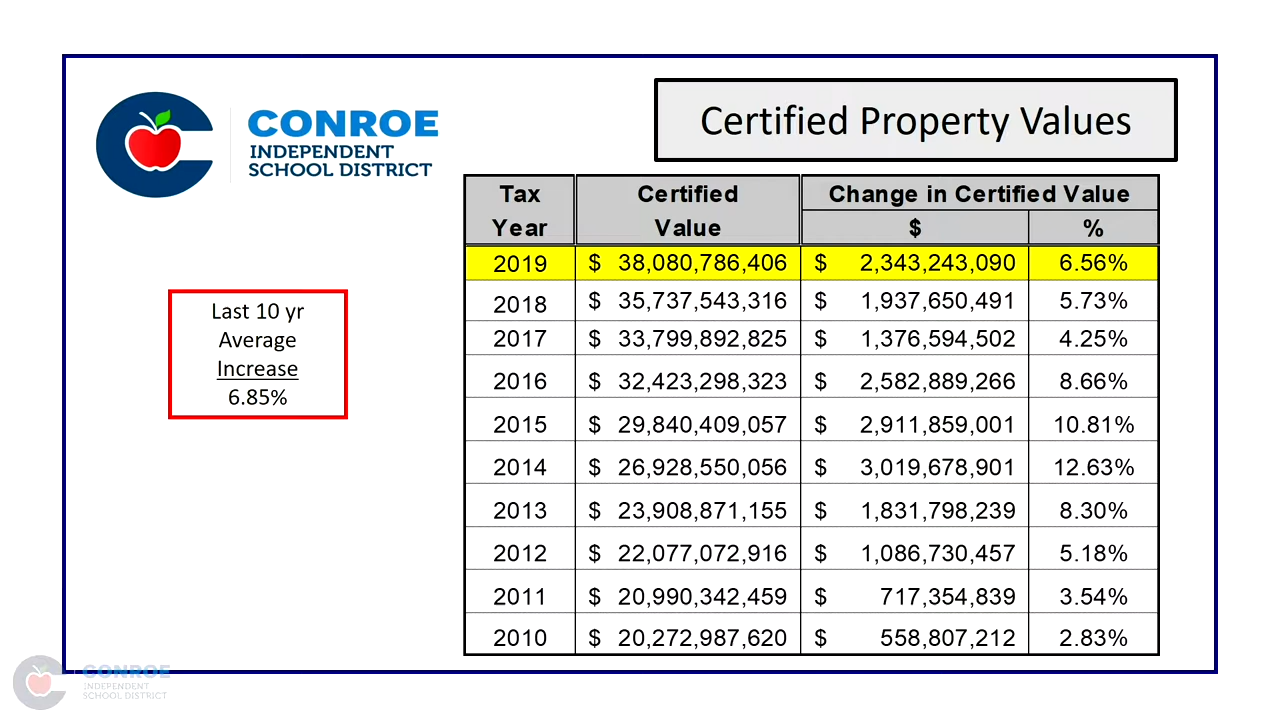 CONROE
INDEPENDENT
SCHOOL DISTRICT
Certified Property Values
Tax Year Certified Value Change in Certified Value
$ %
2019 $ 38,080,786,406 $ 2,343,243,090 6.56%
2018 $ 35,737,543,316 $ 1,937,650,491 5.73%
2017 $ 33,799,892,825 $ 1,376,594,502 4.25%
2016 $ 32,423,298,323 $ 2,582,889,266 8.66%
2015 $ 29,840,409,057 $ 2,911,859,001 10.81%
2014 $ 26,928,550,056 $ 3,019,678,901 12.63%
2013 $ 23,908,871,155 $ 1,831,798,239 8.30%
2012 $ 22,077,072,916 $ 1,086,730,457 5.18%
2011 $ 20,990,342,459 $ 717,354,839 3.54%
2010 $ 20,272,987,620 $ 558,807,212 2.83%
Last 10 yr
Average
Increase
6.85%
CONROE
INDEPENDENT
SCHOOL DISTRICT